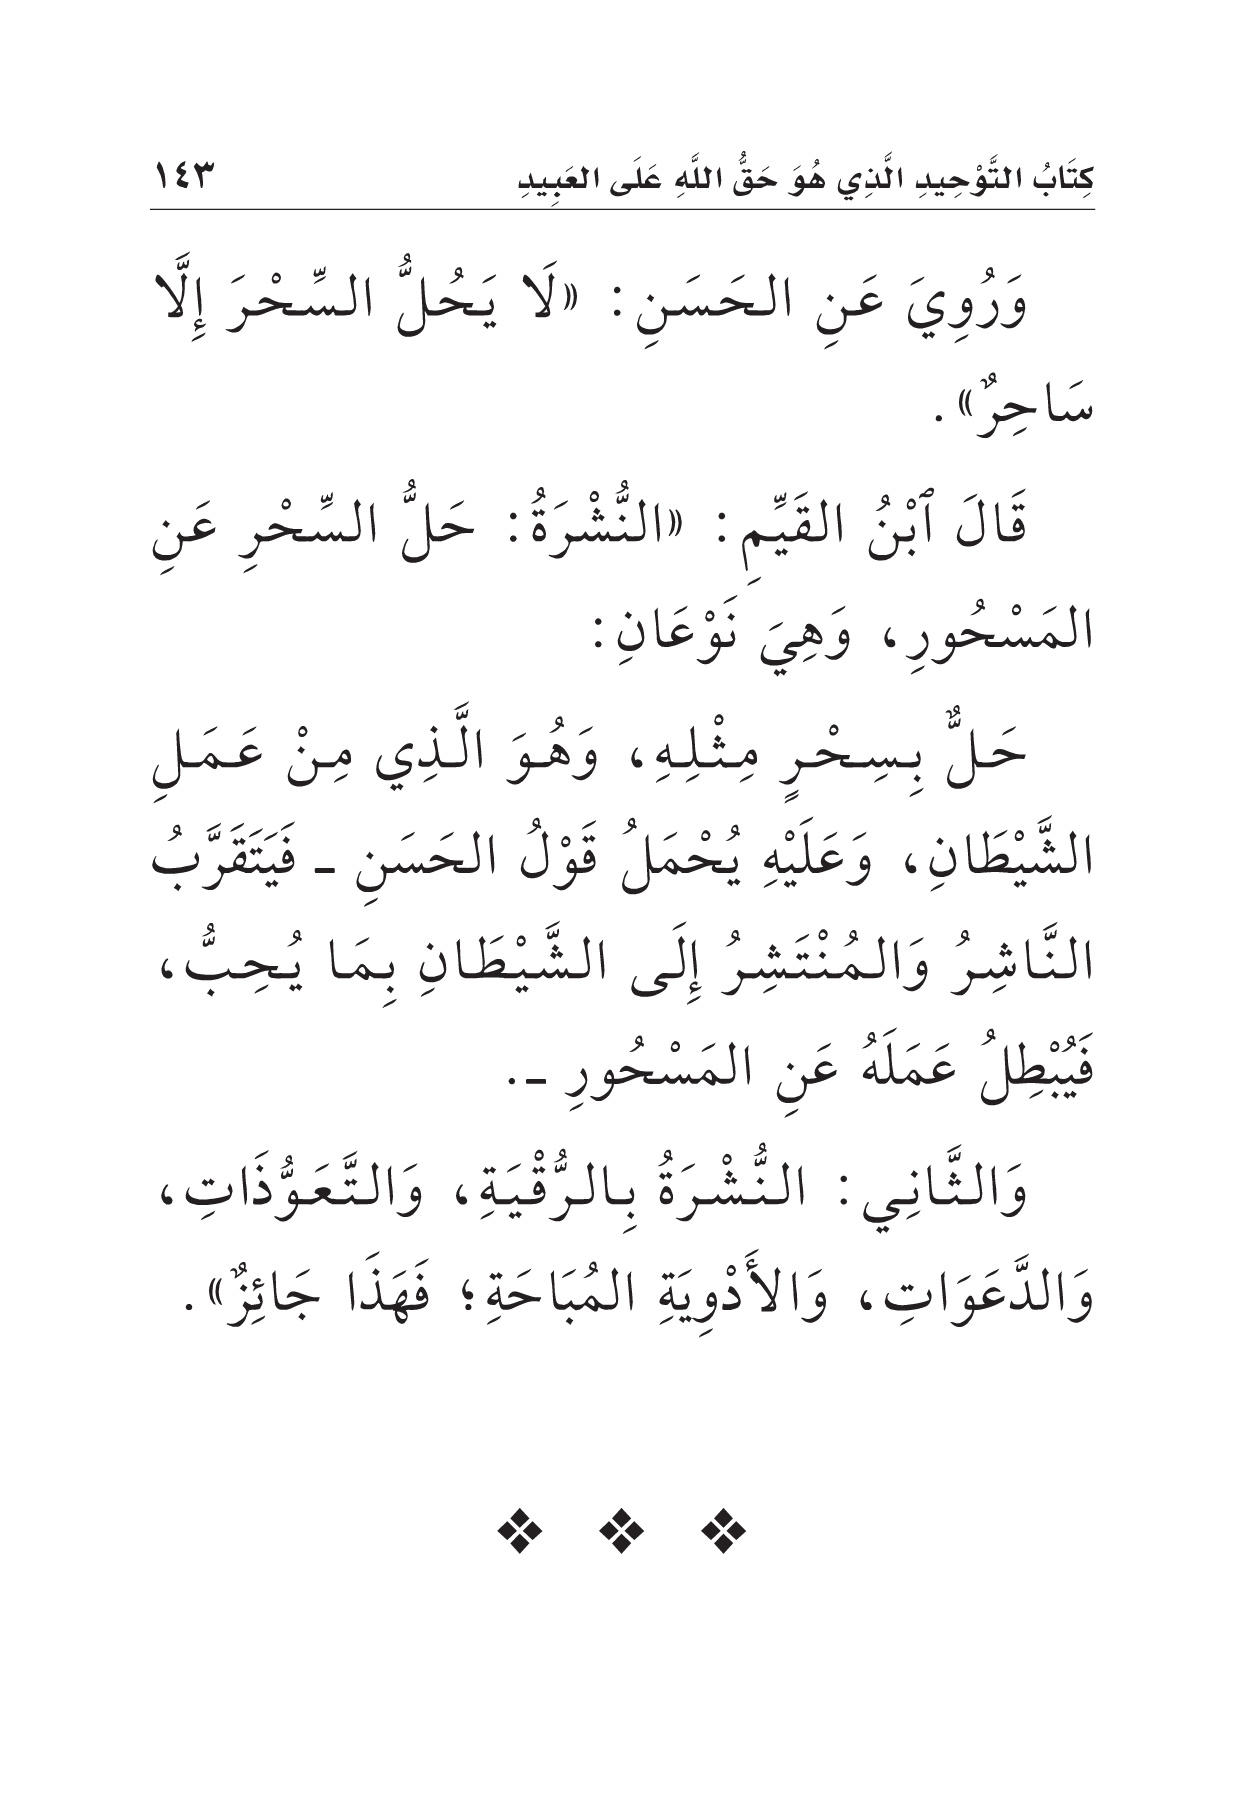 كِتَابُ التَّوْحِيدِ الَّذِي هُوَ حَقُّ اللَّهِ عَلَى العَبِيدِ ١٤٣
وَرُوِيَ عَنِ الحَسَنِ: «لَا يَحُلُّ السِّحْرَ إِلَّا
سَاحِرٌ».
قَالَ ٱبْنُ القَيِّمِ: «النُّشْرَةُ: حَلُّ السِّحْرِ عَنِ
المَسْحُورِ، وَهِيَ نَوْعَانِ:
حَلٌّ بِسِحْرٍ مِثْلِهِ، وَهُوَ الَّذِي مِنْ عَمَلِ
الشَّيْطَانِ، وَعَلَيْهِ يُحْمَلُ قَوْلُ الحَسَنِ ـ فَيَتَقَرَّبُ
النَّاشِرُ وَالمُنْتَشِرُ إِلَى الشَّيْطَانِ بِمَا يُحِبُّ،
فَيُبْطِلُ عَمَلَهُ عَنِ المَسْحُورِ ـ.
وَالثَّانِي: النُّشْرَةُ بِالرُّقْيَةِ، وَالتَّعَوُّذَاتِ،
وَالدَّعَوَاتِ، وَالأَدْوِيَةِ المُبَاحَةِ؛ فَهَذَا جَائِزٌ».